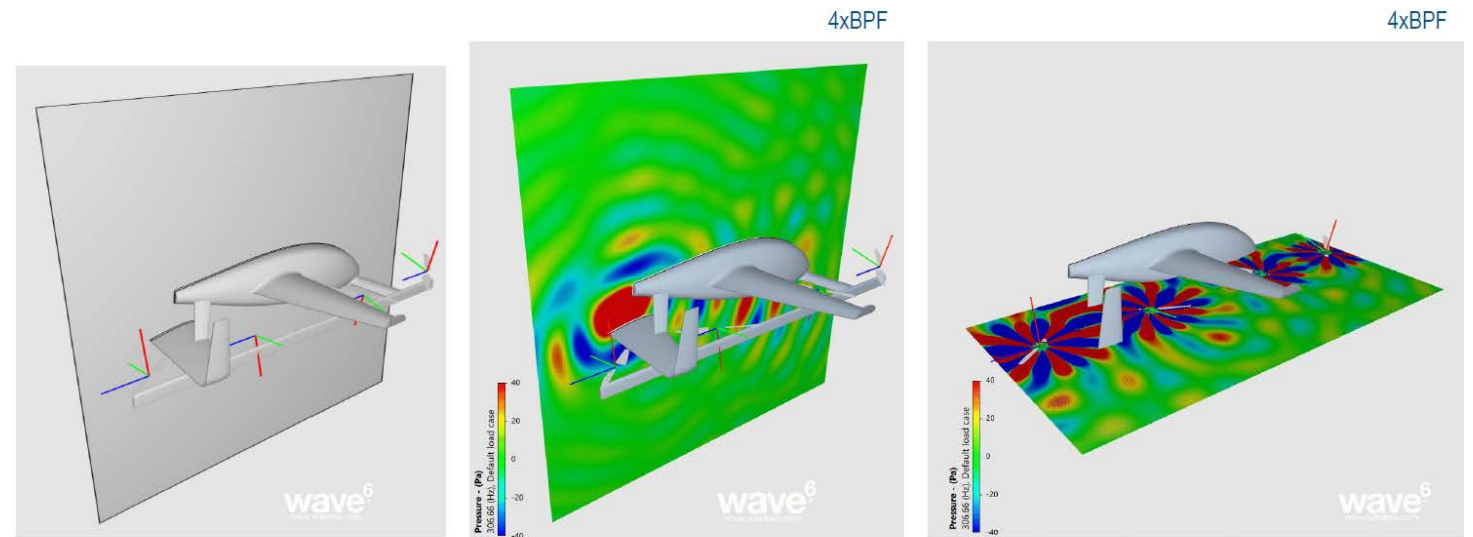 4xBPF
4xBPF
wave6
Pressure - (Pa)
306.66 (Hz), Default load case
40
20
0
-20
-40
wave6
Pressure - (Pa)
306.66 (Hz), Default load case
40
20
0
-20
-40
wave6